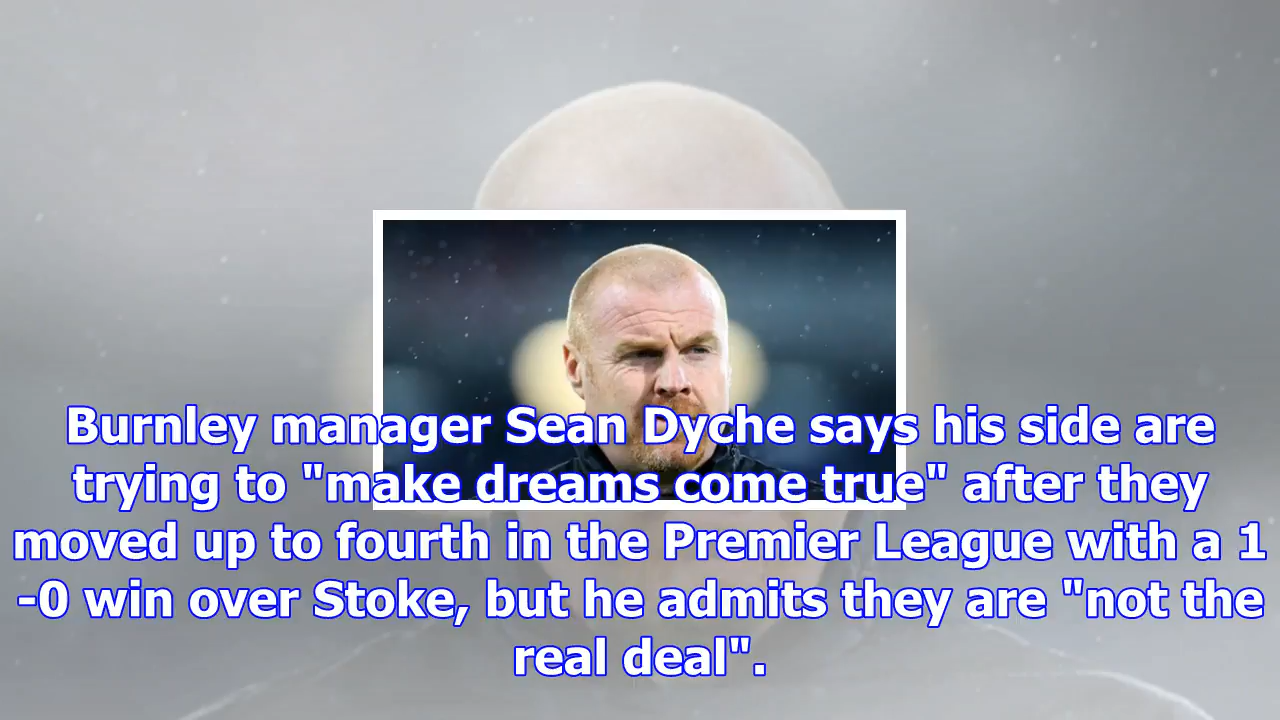 Burnley manager Sean Dyche says his side are
trying to "make dreams come true" after they
moved up to fourth in the Premier League with a 1
-0 win over Stoke, but he admits they are "not the
real deal".